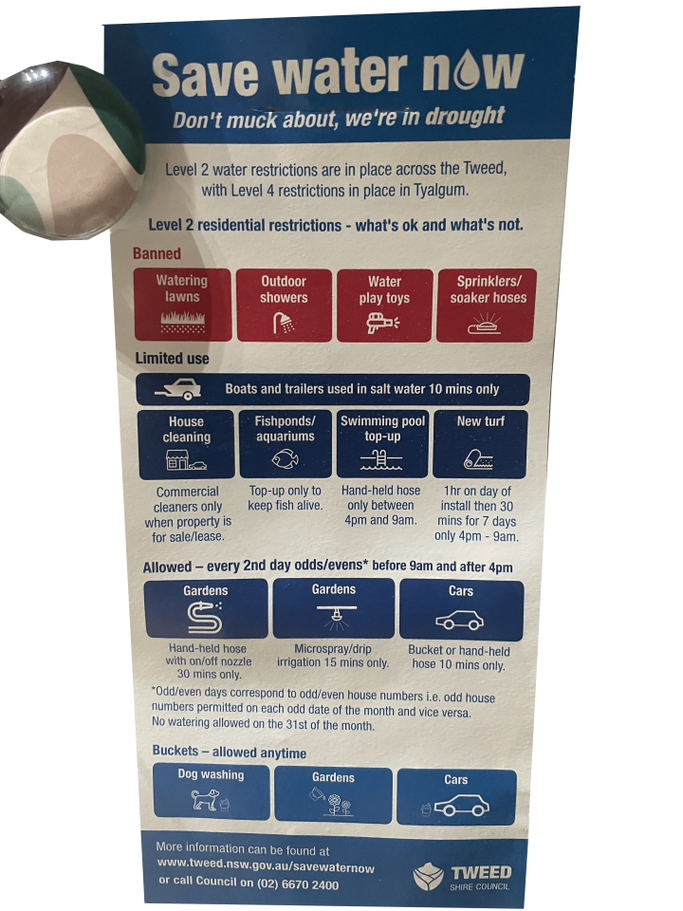 Save water now
Don't muck about, we're in drought
Level 2 water restrictions are in place across the Tweed,
with Level 4 restrictions in place in Tyalgum.
Level 2 residential restrictions - what's ok and what's not.
Banned
Watering
lawns
Outdoor
showers
Water
play toys
Sprinklers/
soaker hoses
Limited use
Boats and trailers used in salt water 10 mins only
House
cleaning
Fishponds/
aquariums
Swimming pool
top-up
New turf
Commercial
cleaners only
when property is
for sale/lease.
Top-up only to
keep fish alive.
Hand-held hose
only between
4pm and 9am.
1hr on day of
install then 30
mins for 7 days
only 4pm - 9am.
Allowed – every 2nd day odds/evens* before 9am and after 4pm
Gardens
Gardens
Cars
Hand-held hose
with on/off nozzle
30 mins only.
Microspray/drip
irrigation 15 mins only.
Bucket or hand-held
hose 10 mins only.
*Odd/even days correspond to odd/even house numbers i.e. odd house
numbers permitted on each odd date of the month and vice versa.
No watering allowed on the 31st of the month.
Buckets – allowed anytime
Dog washing
Gardens
Cars
More information can be found at
www.tweed.nsw.gov.au/savewaternow
or call Council on (02) 6670 2400
TWEED
SHIRE COUNCIL